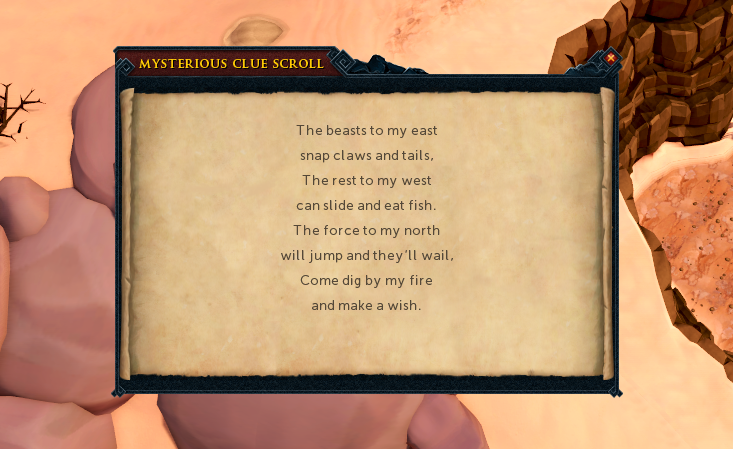 MYSTERIOUS CLUE SCROLL
The beasts to my east
snap claws and tails,
The rest to my west
can slide and eat fish.
The force to my north
will jump and they'll wail,
Come dig by my fire
and make a wish.